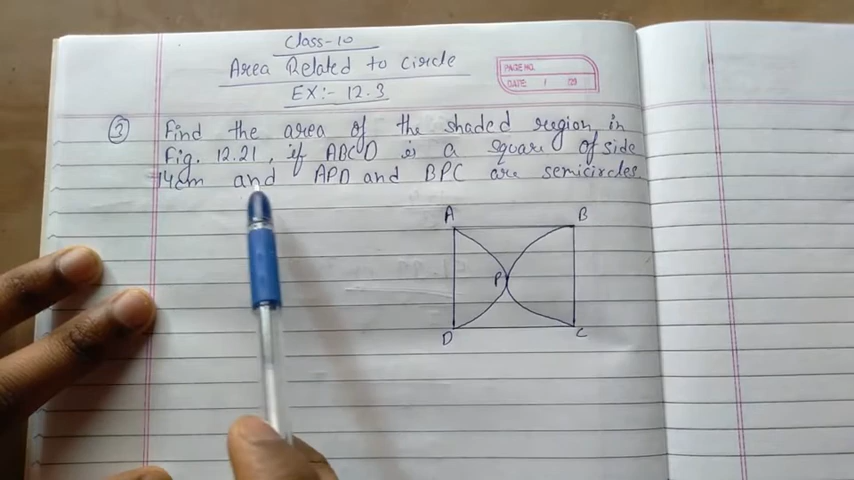 Class-10
Area Related to Circle
EX:- 12.3
PAGE NO.
DATE: / /20
③ Find the area of the shaded region in
Fig. 12.21, if ABCD is a square of side
14cm and APD and BPC are semicircles
A B
P
D C